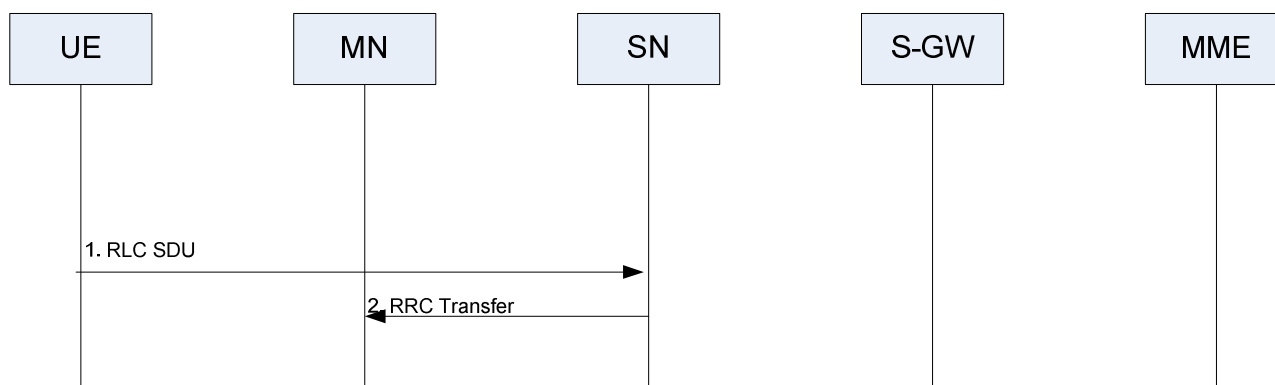 UE
MN
SN
S-GW
MME
1. RLC SDU
2. RRC Transfer